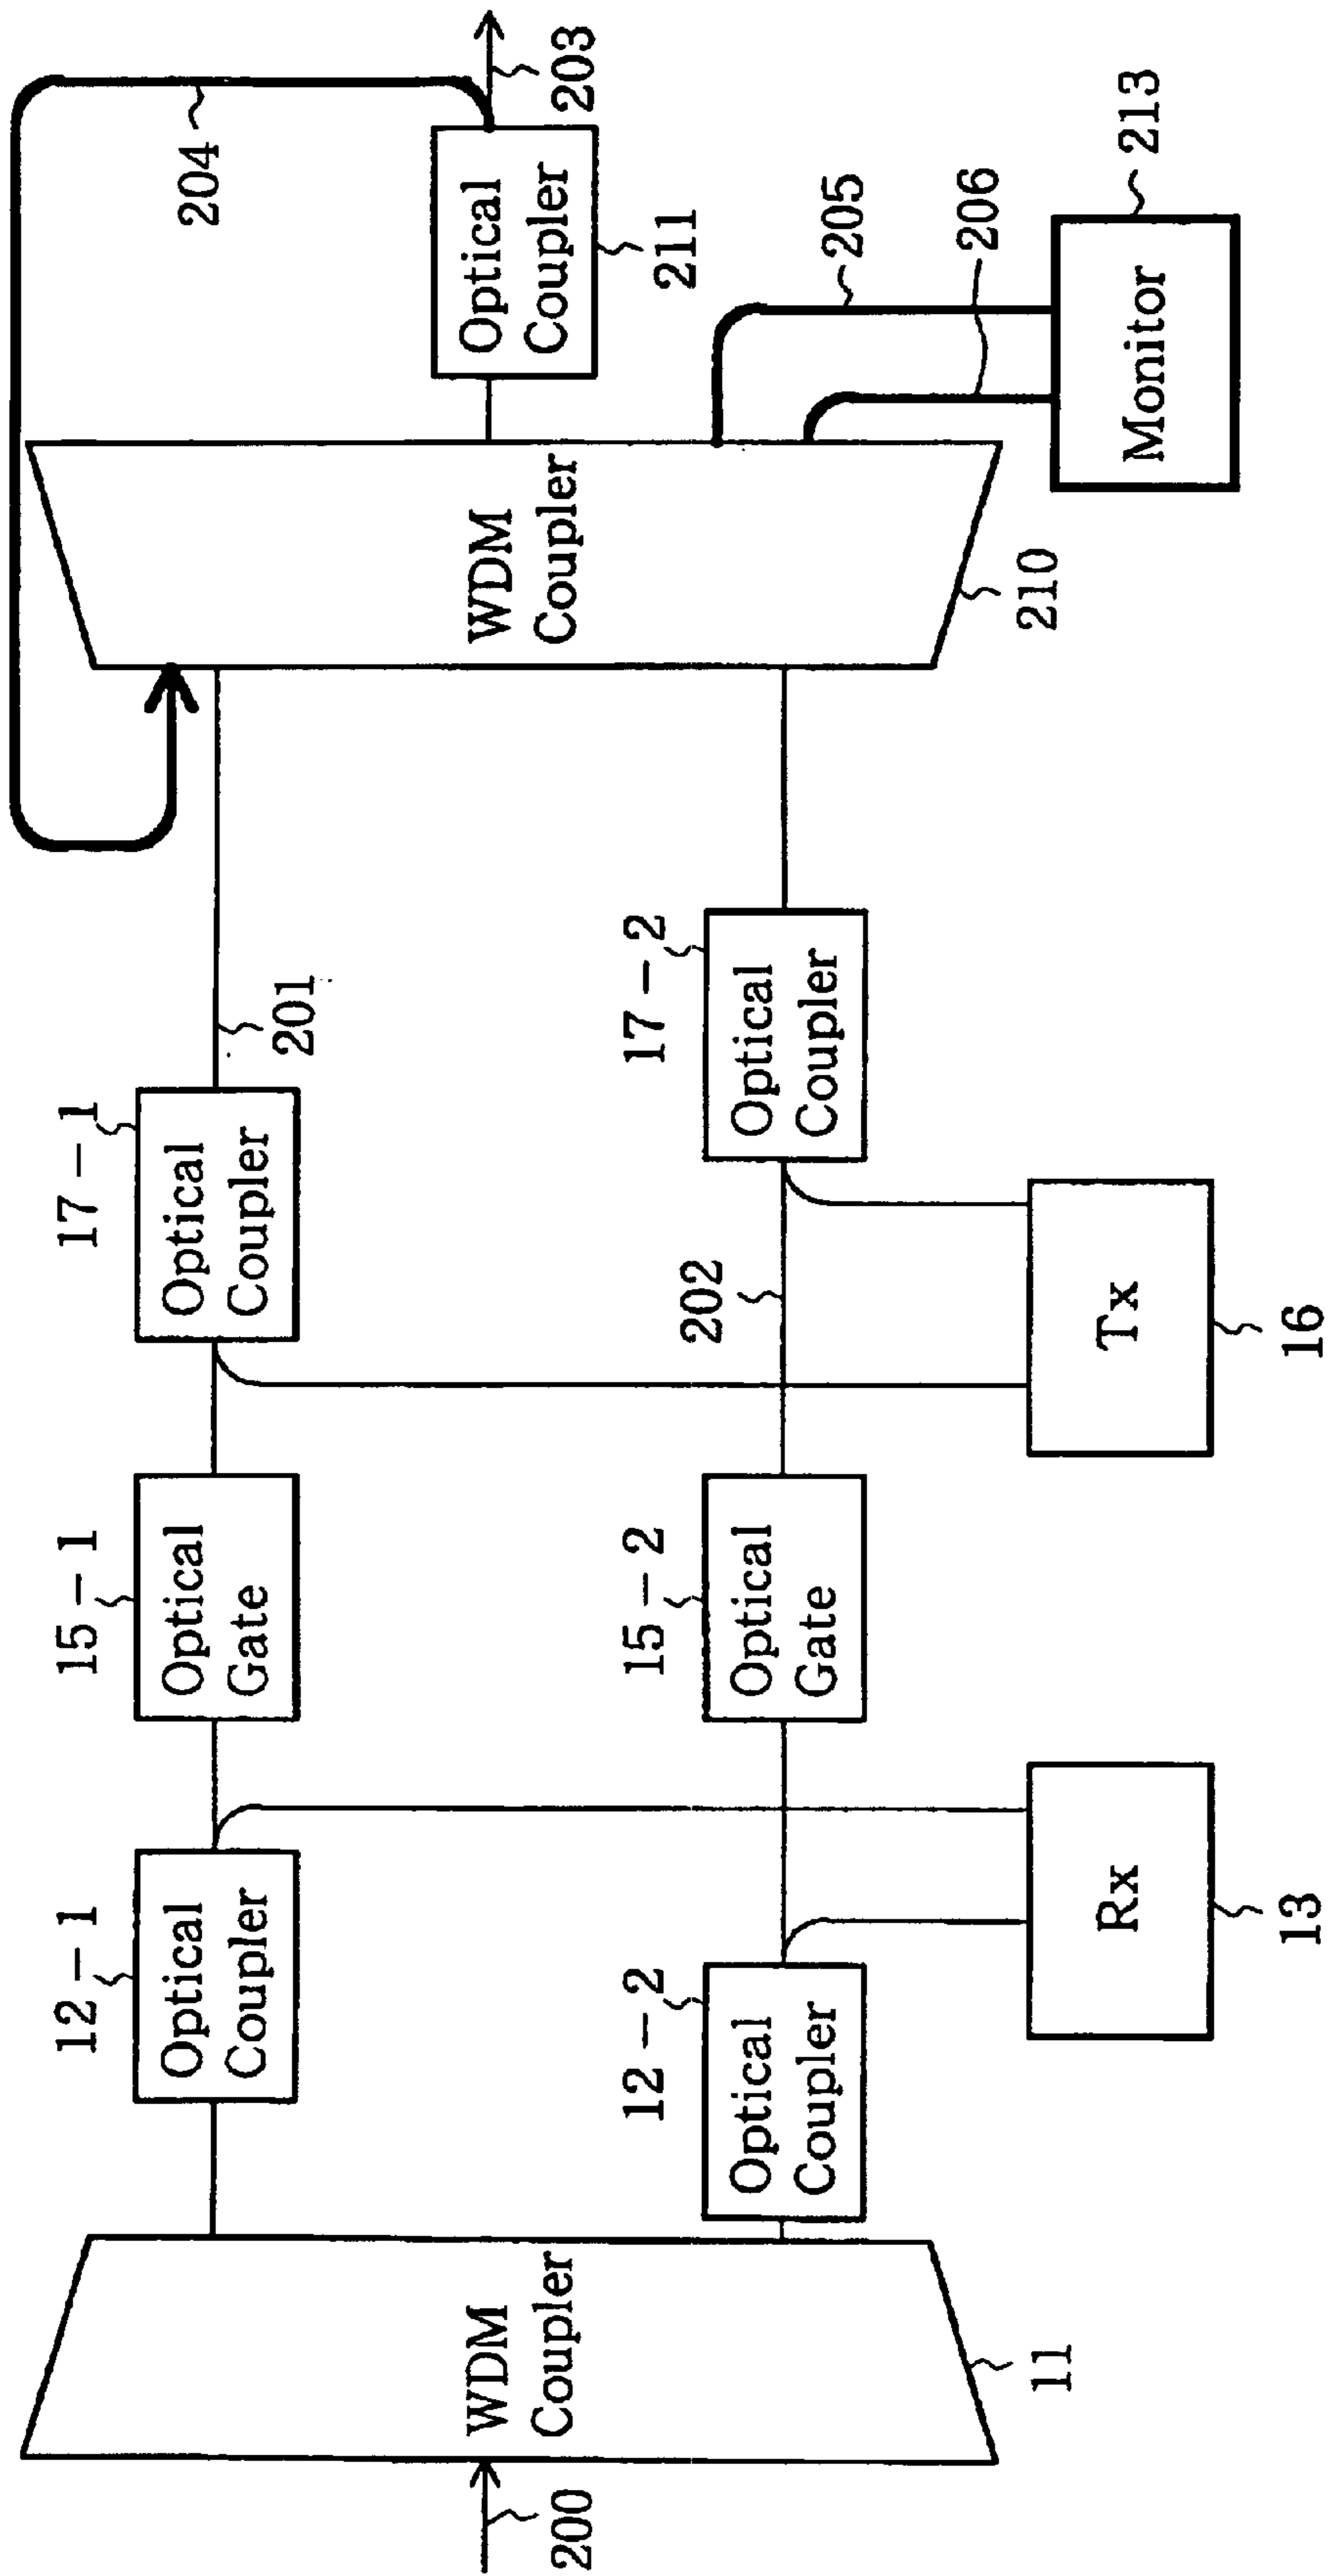 200
WDM
Coupler
11
12-1
Optical
Coupler
12-2
Optical
Coupler
Rx
13
15-1
Optical
Gate
15-2
Optical
Gate
17-1
Optical
Coupler
202
Tx
16
201
17-2
Optical
Coupler
WDM
Coupler
210
204
Optical
Coupler
211
203
205
206
Monitor
213